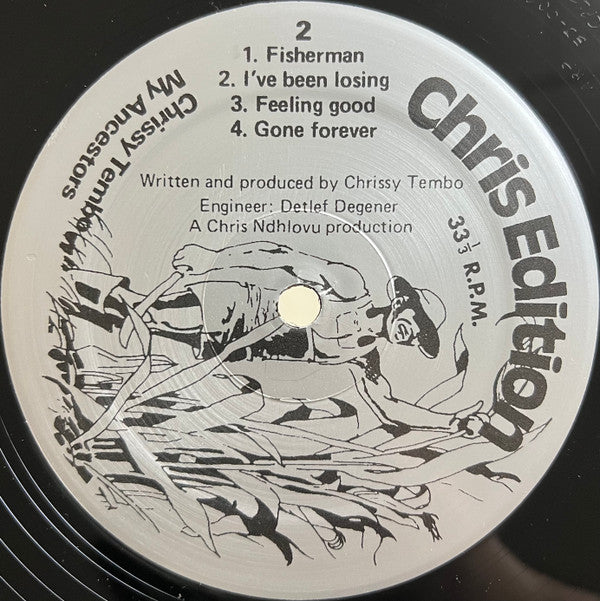 2
1. Fisherman
2. I've been losing
3. Feeling good
4. Gone forever
Chris Edition
Chrissy Tembo
My Ancestors
Written and produced by Chrissy Tembo
Engineer: Detlef Degener
A Chris Ndhlovu production
33⅓ R.P.M.